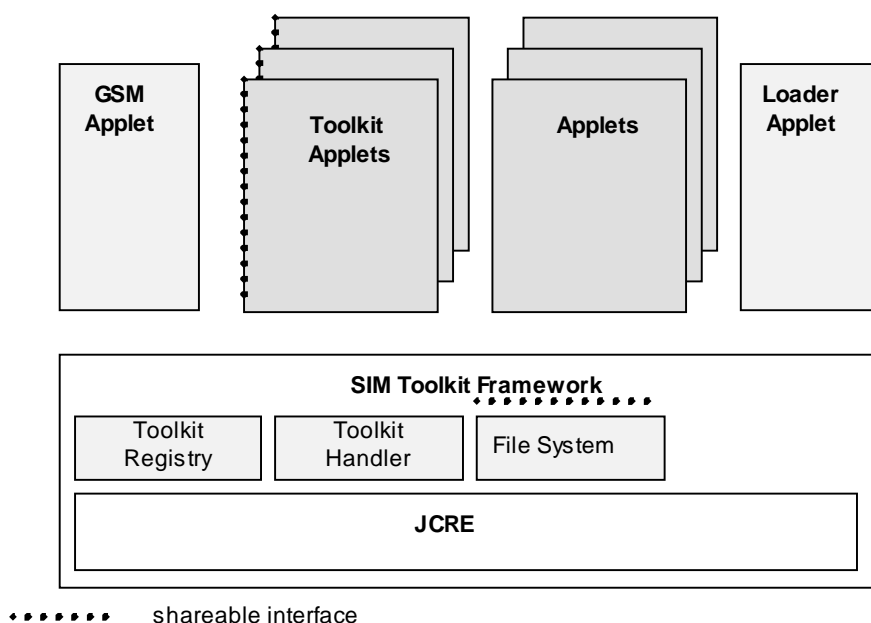 GSM
Applet
Toolkit
Applets
Applets
Loader
Applet
SIM Toolkit Framework
Toolkit
Registry
Toolkit
Handler
File System
JCRE
shareable interface